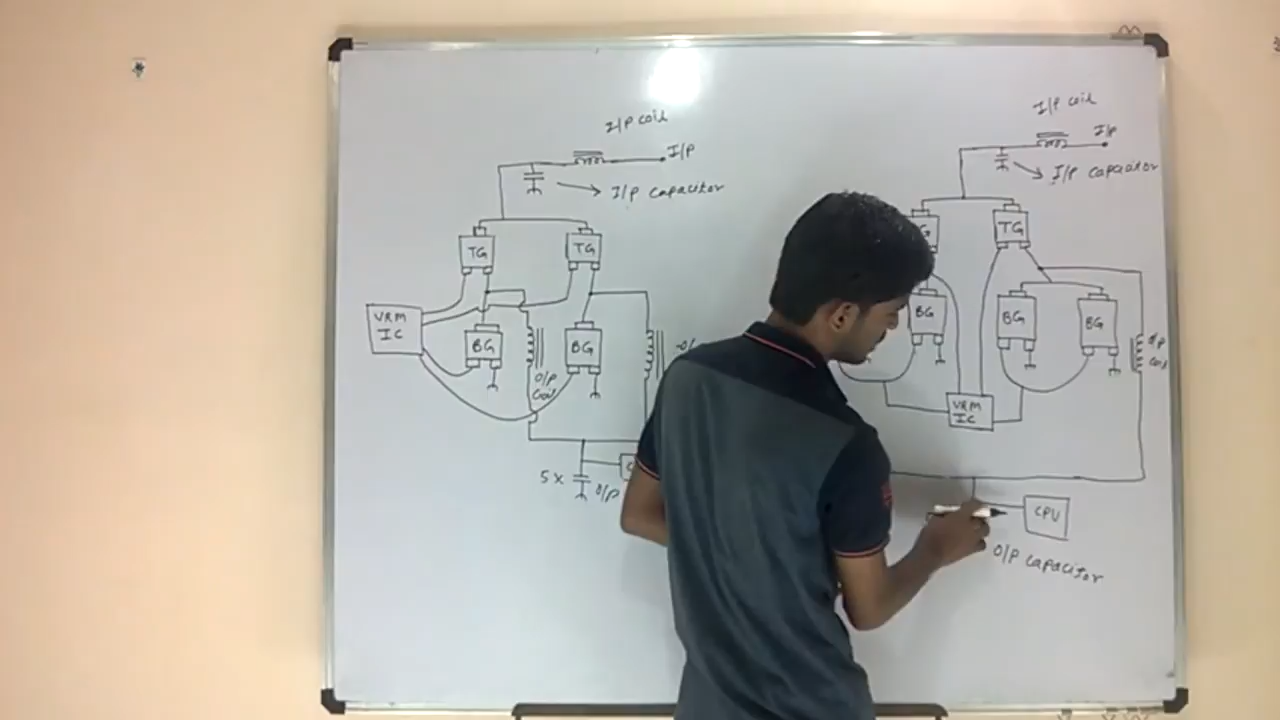 I/P coil
I/P
I/P capacitor
TG
TG
VRM
IC
BG
BG
O/P
coil
5x
O/P
I/P coil
I/P
I/P capacitor
TG
BG
BG
BG
O/P
coil
VRM
IC
CPU
O/P capacitor